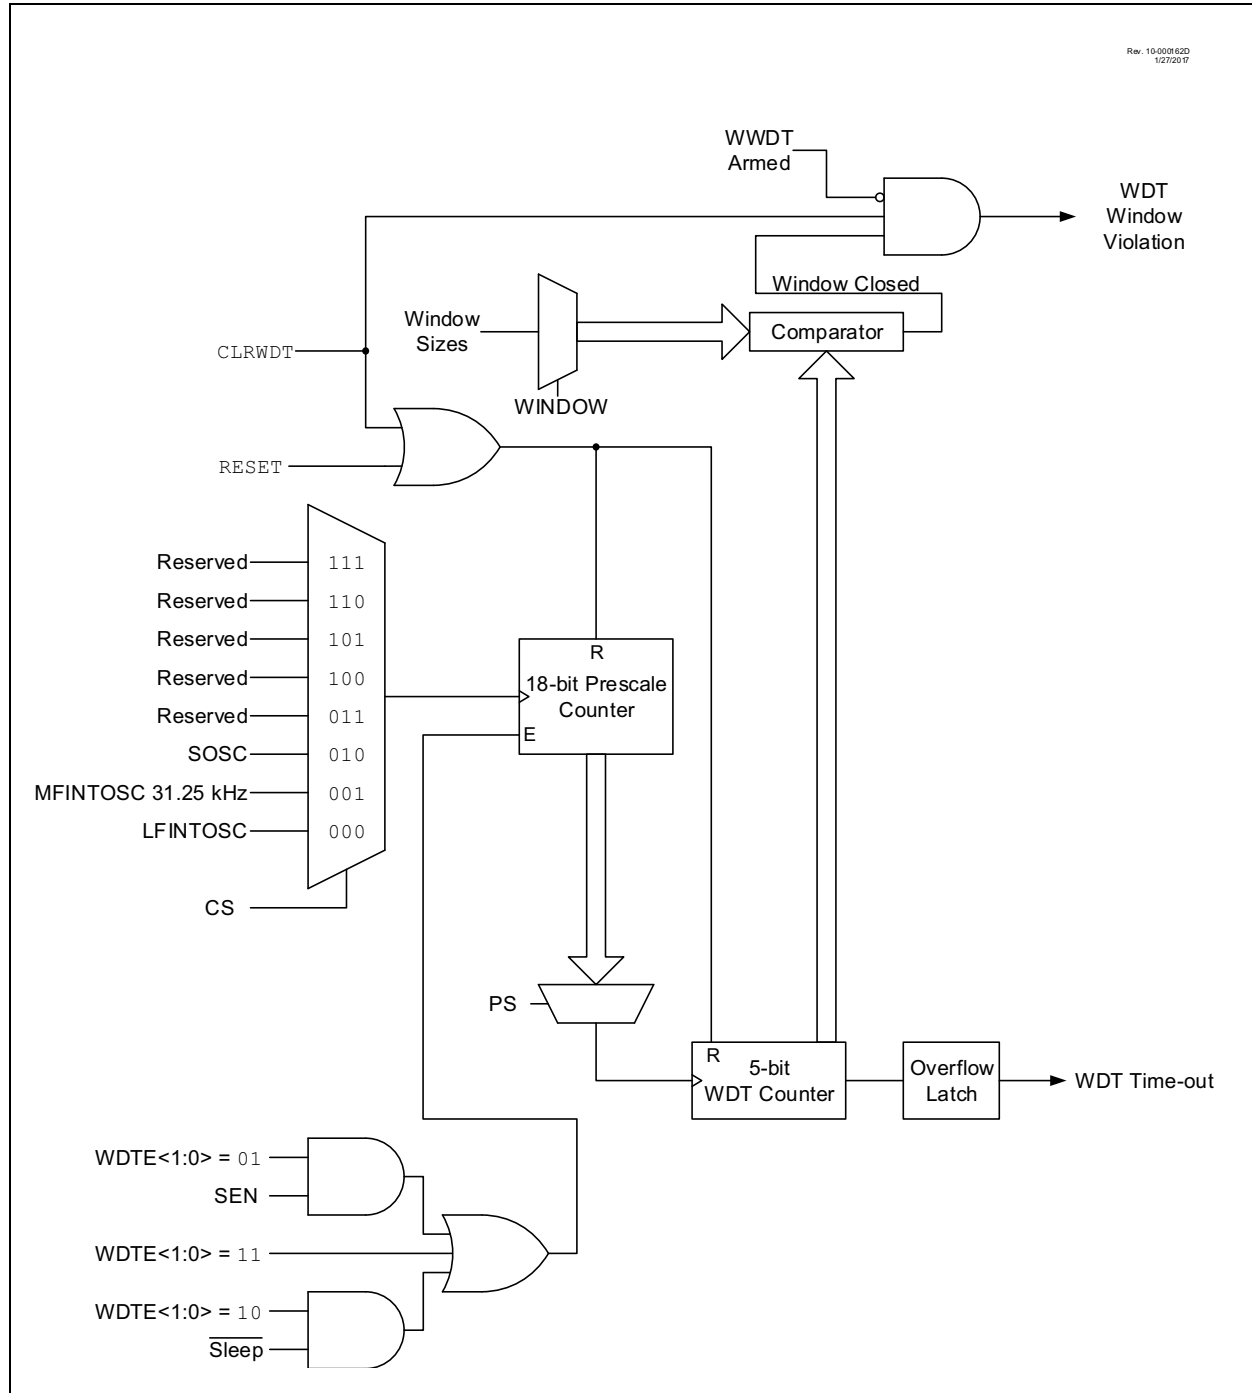 Rev. 10-000162D
1/27/2017
WWDT
Armed
WDT
Window
Violation
Window Closed
Window
Sizes
Comparator
CLRWDT
WINDOW
RESET
Reserved 111
Reserved 110
Reserved 101
Reserved 100
Reserved 011
SOSC 010
MFINTOSC 31.25 kHz 001
LFINTOSC 000
CS
R
18-bit Prescale
Counter
E
PS
R
5-bit
WDT Counter
Overflow
Latch
WDT Time-out
WDTE<1:0> = 01
SEN
WDTE<1:0> = 11
WDTE<1:0> = 10
Sleep